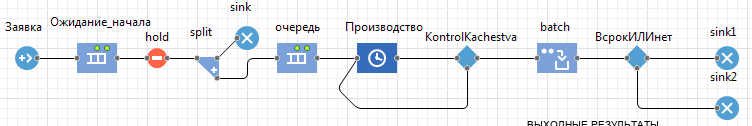 Заявка
Ожидание_начала
hold
split
sink
очередь
Производство
KontrolKachestva
batch
ВсрокИЛИнет
sink1
sink2
ВЫХОДНЫЕ РЕЗУЛЬТАТЫ